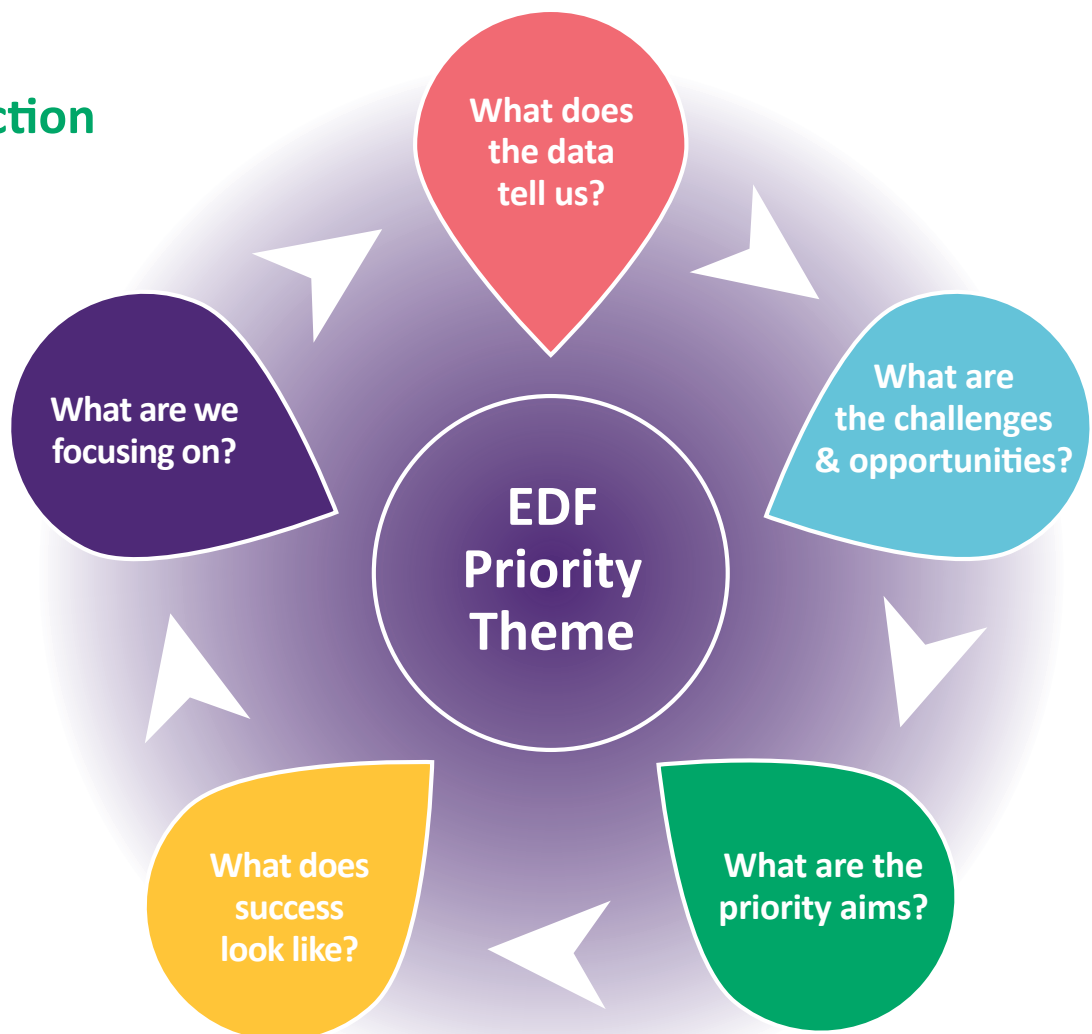 ction
What does
the data
tell us?
What are
the challenges
& opportunities?
What are we
focusing on?
EDF
Priority
Theme
What are the
priority aims?
What does
success
look like?